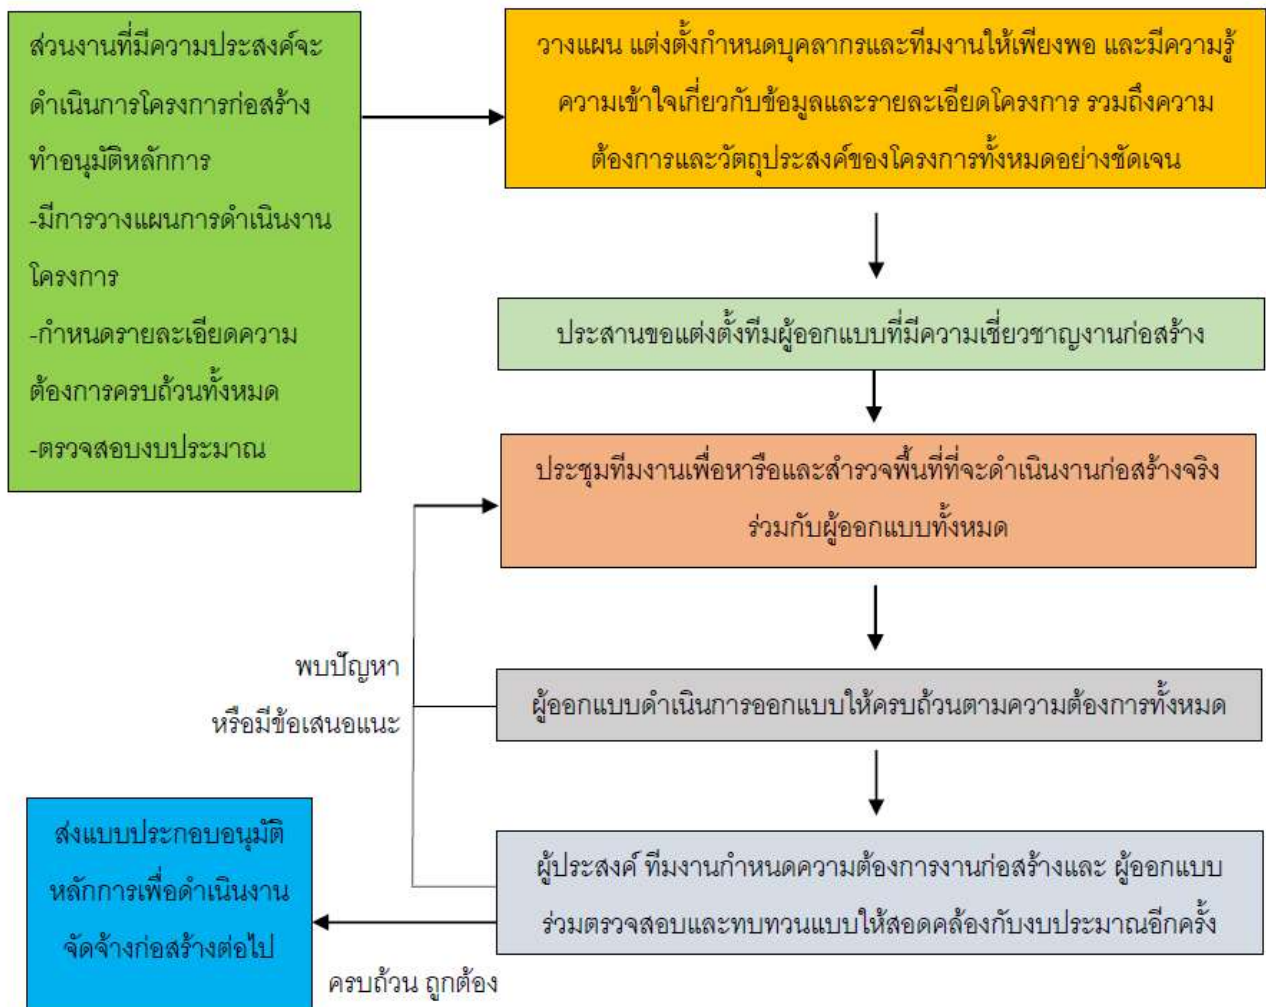 ส่วนงานที่มีความประสงค์จะ
ดำเนินการโครงการก่อสร้าง
ทำอนุมัติหลักการ
-มีการวางแผนการดำเนินงาน
โครงการ
-กำหนดรายละเอียดความ
ต้องการครบถ้วนทั้งหมด
-ตรวจสอบงบประมาณ
วางแผน แต่งตั้งกำหนดบุคลากรและทีมงานให้เพียงพอ และมีความรู้
ความเข้าใจเกี่ยวกับข้อมูลและรายละเอียดโครงการ รวมถึงความ
ต้องการและวัตถุประสงค์ของโครงการทั้งหมดอย่างชัดเจน
ประสานขอแต่งตั้งทีมผู้ออกแบบที่มีความเชี่ยวชาญงานก่อสร้าง
ประชุมทีมงานเพื่อหารือและสำรวจพื้นที่ที่จะดำเนินงานก่อสร้างจริง
ร่วมกับผู้ออกแบบทั้งหมด
พบปัญหา
หรือมีข้อเสนอแนะ
ผู้ออกแบบดำเนินการออกแบบให้ครบถ้วนตามความต้องการทั้งหมด
ผู้ประสงค์ ทีมงานกำหนดความต้องการงานก่อสร้างและ ผู้ออกแบบ
ร่วมตรวจสอบและทบทวนแบบให้สอดคล้องกับงบประมาณอีกครั้ง
ครบถ้วน ถูกต้อง
ส่งแบบประกอบอนุมัติ
หลักการเพื่อดำเนินงาน
จัดจ้างก่อสร้างต่อไป